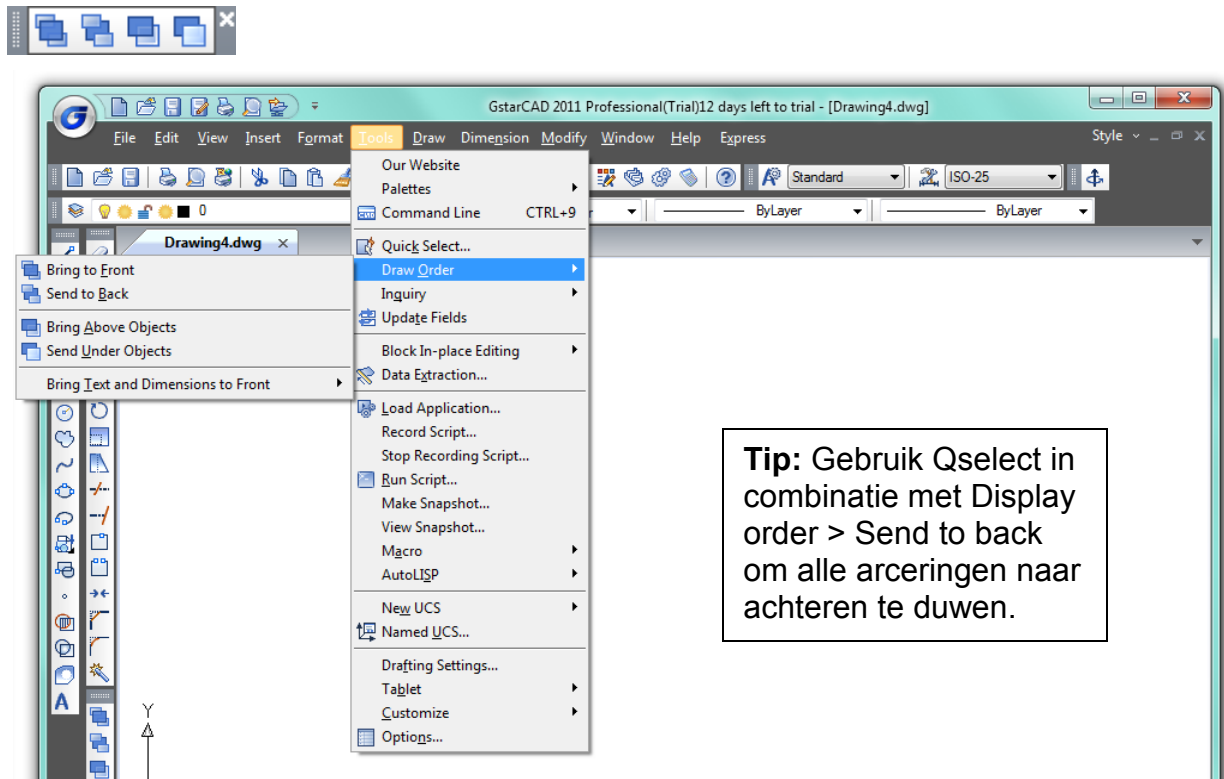 GstarCAD 2011 Professional(Trial)12 days left to trial - [Drawing4.dwg]
File Edit View Insert Format Tools Draw Dimension Modify Window Help Express Style
Standard ISO-25
0 ByLayer ByLayer
Drawing4.dwg
Our Website
Palettes
Command Line CTRL+9
Quick Select...
Draw Order
Inquiry
Update Fields
Block In-place Editing
Data Extraction...
Load Application...
Record Script...
Stop Recording Script...
Run Script...
Make Snapshot...
View Snapshot...
Macro
AutoLISP
New UCS
Named UCS...
Drafting Settings...
Tablet
Customize
Options...
Bring to Front
Send to Back
Bring Above Objects
Send Under Objects
Bring Text and Dimensions to Front
Tip: Gebruik Qselect in
combinatie met Display
order > Send to back
om alle arceringen naar
achteren te duwen.
A
Y